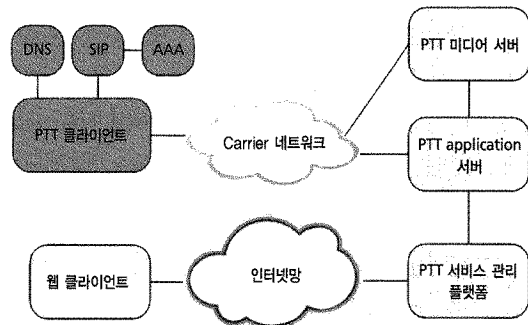 DNS
SIP
AAA
PTT 미디어 서버
PTT 클라이언트
Carrier 네트워크
PTT application
서버
웹 클라이언트
인터넷망
PTT 서비스 관리
플랫폼